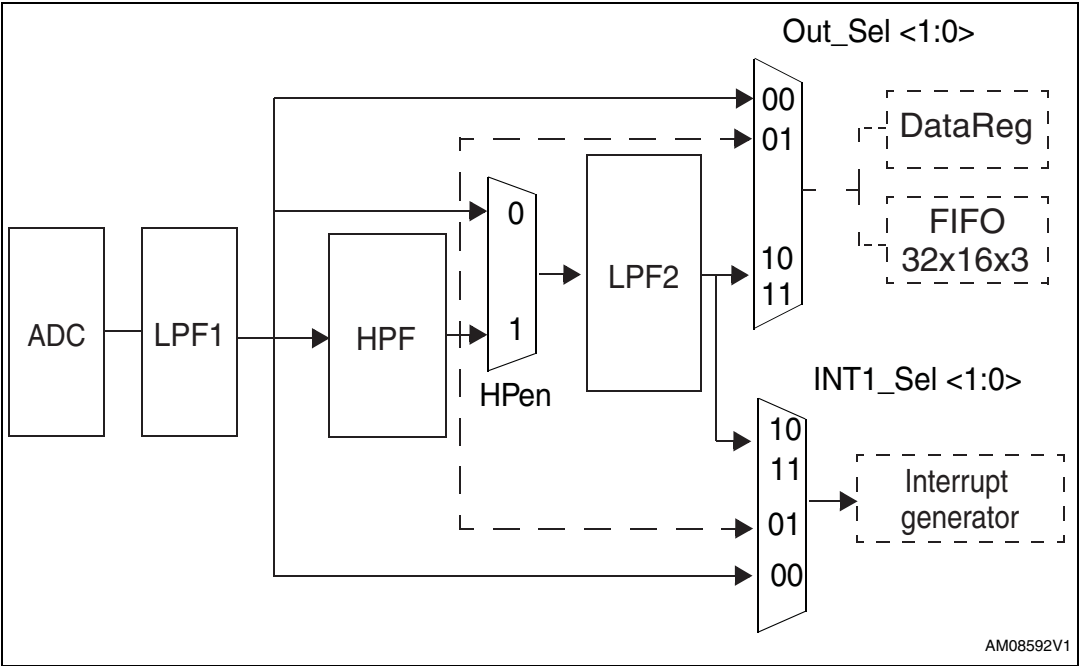 Out_Sel <1:0>
00
01
DataReg
0
FIFO
32x16x3
10
11
ADC
LPF1
HPF
1
LPF2
HPen
INT1_Sel <1:0>
10
11
01
00
Interrupt
generator
AM08592V1